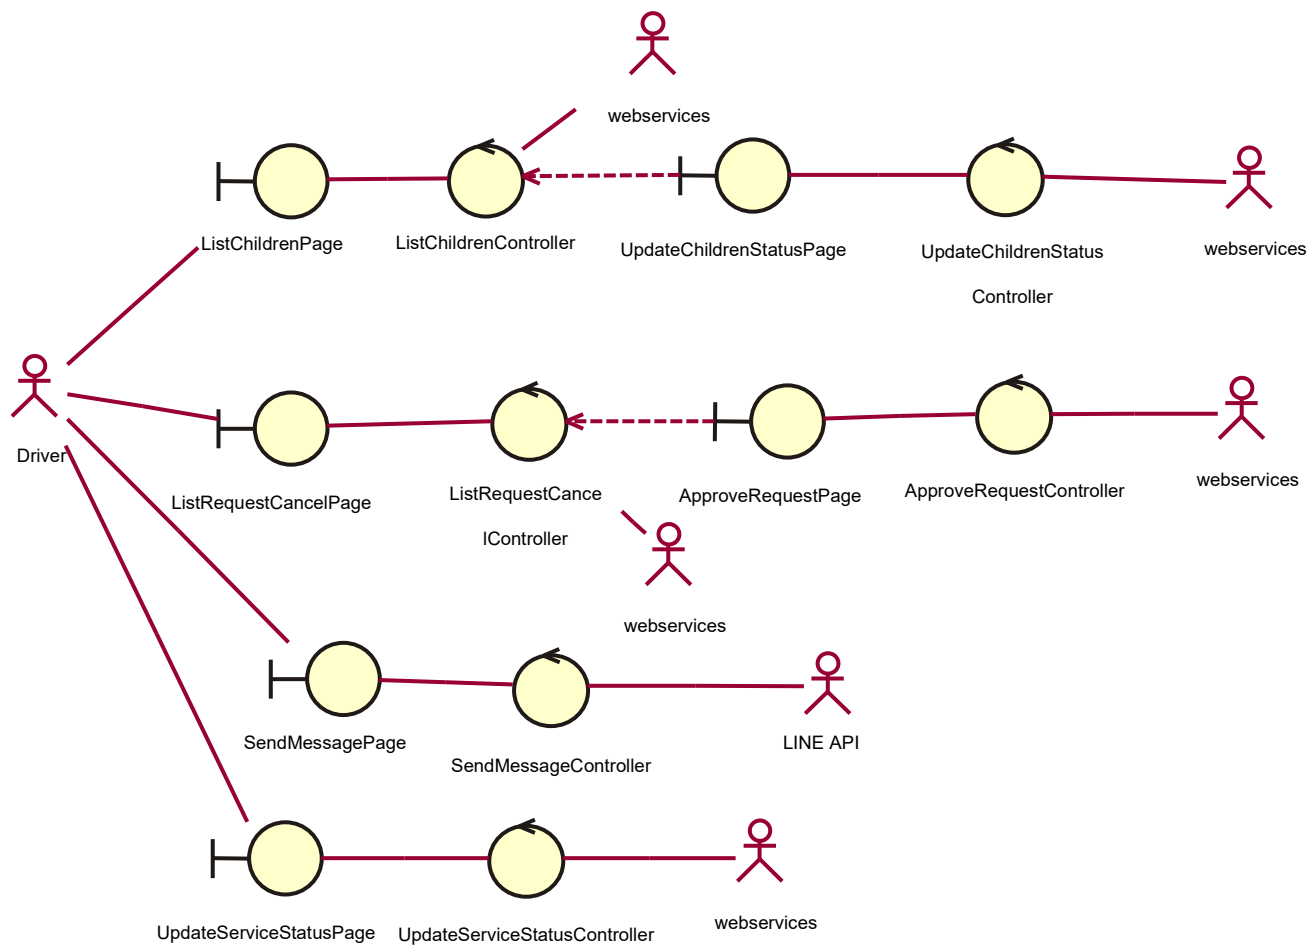 webservices
ListChildrenPage
ListChildrenController
UpdateChildrenStatusPage
UpdateChildrenStatus
Controller
webservices
Driver
ListRequestCancelPage
ListRequestCance
lController
ApproveRequestPage
ApproveRequestController
webservices
webservices
SendMessagePage
SendMessageController
LINE API
UpdateServiceStatusPage
UpdateServiceStatusController
webservices